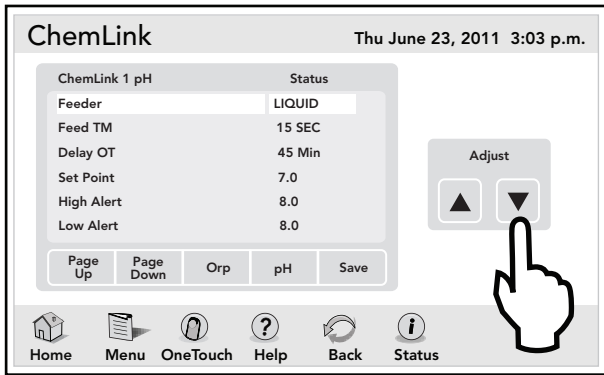 ChemLink
Thu June 23, 2011 3:03 p.m.
ChemLink 1 pH Status
Feeder LIQUID
Feed TM 15 SEC
Delay OT 45 Min
Set Point 7.0
High Alert 8.0
Low Alert 8.0
Page Up Page Down Orp pH Save
Adjust
Home Menu OneTouch ? Help Back i Status